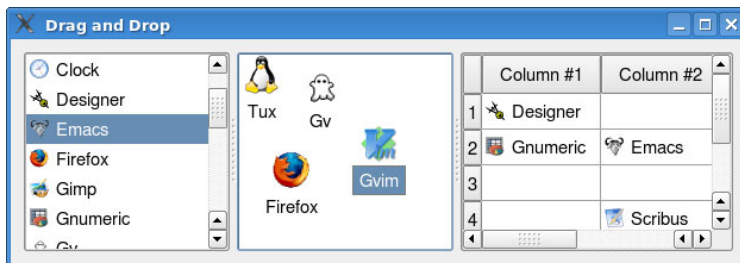 Drag and Drop
Clock
Designer
Emacs
Firefox
Gimp
Gnumeric
Gv
Tux
Gv
Gvim
Firefox
Column #1 Column #2
1 Designer
2 Gnumeric Emacs
3
4 Scribus